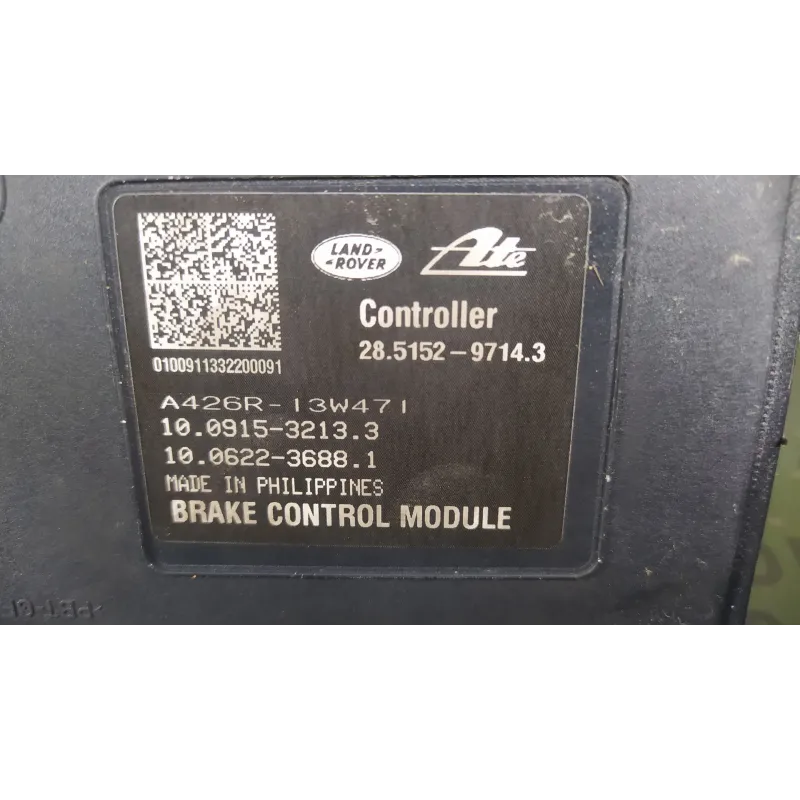 LAND-
-ROVER
Ate
Controller
28.5152-9714.3
0100911332200091
A426R-13W471
10.0915-3213.3
10.0622-3688.1
MADE IN PHILIPPINES
BRAKE CONTROL MODULE